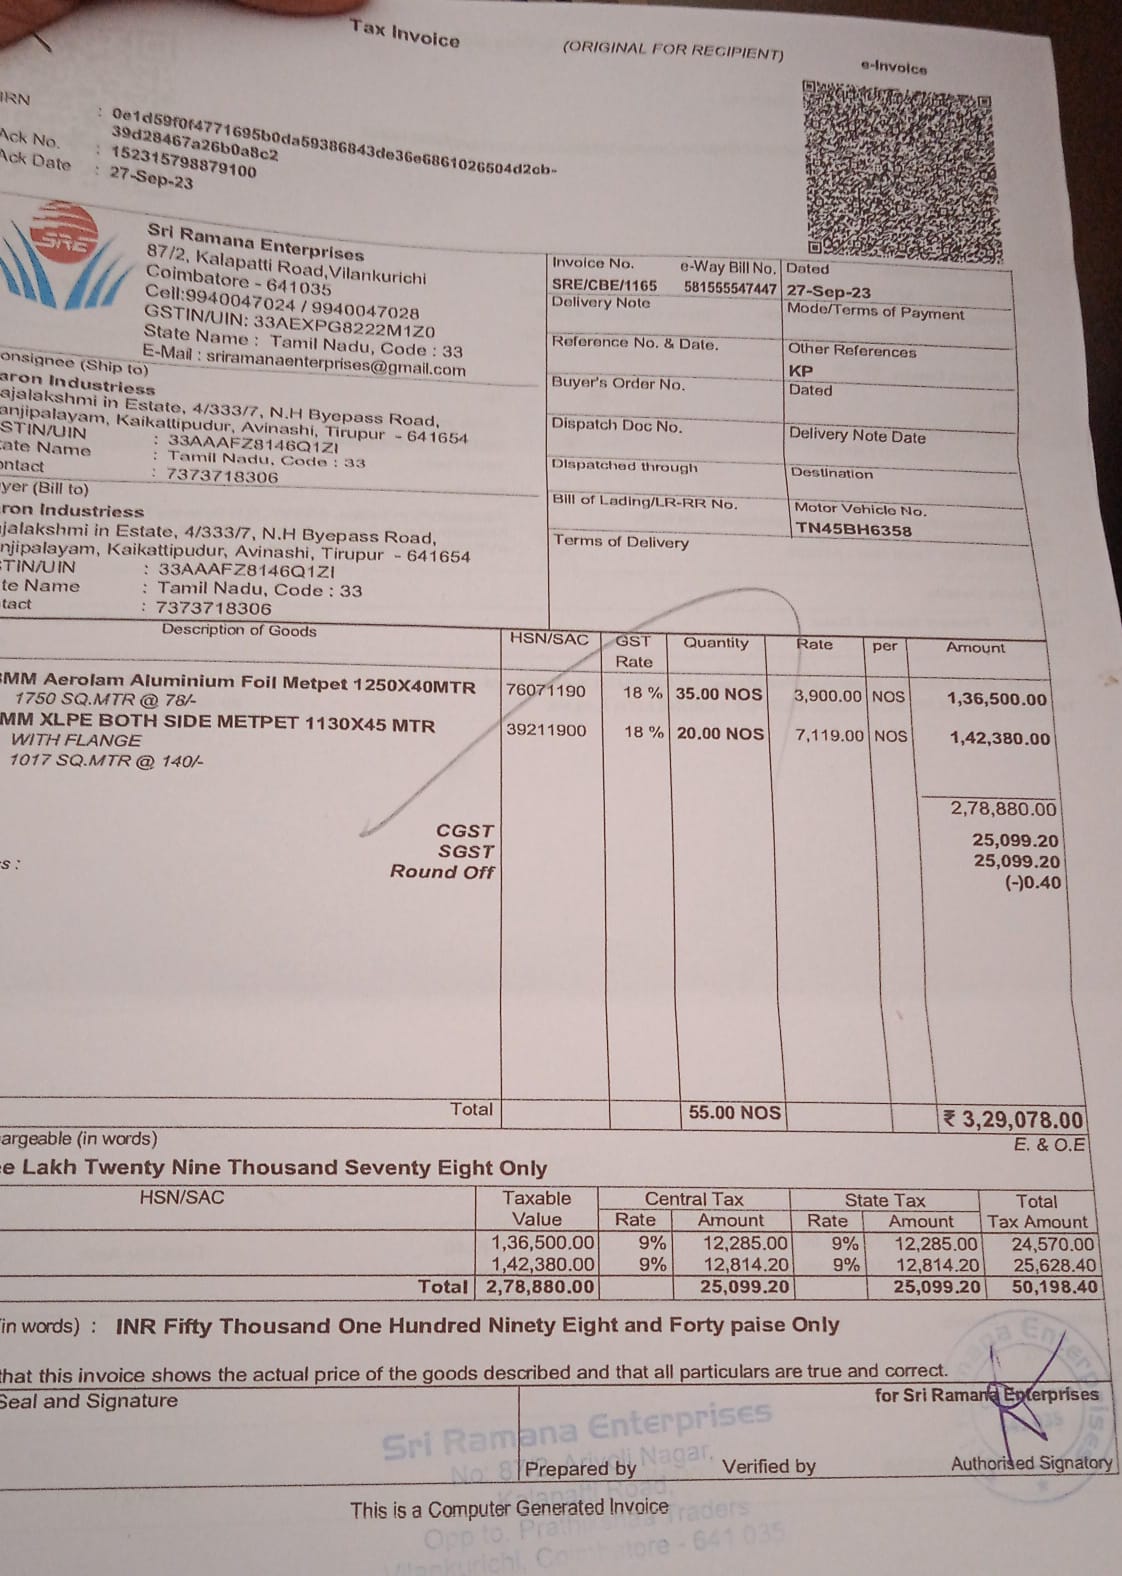 Tax Invoice
(ORIGINAL FOR RECIPIENT)
e-Invoice
IRN : 0e1d59f0f4771695b0da59386843de36e6861026504d2cb-
39d28467a26b0a8c2
Ack No. : 152315798879100
Ack Date : 27-Sep-23
SRE
Sri Ramana Enterprises
87/2, Kalapatti Road,Vilankurichi
Coimbatore - 641035
Cell:9940047024 / 9940047028
GSTIN/UIN: 33AEXPG8222M1Z0
State Name : Tamil Nadu, Code : 33
E-Mail : sriramanaenterprises@gmail.com
Invoice No. e-Way Bill No. Dated
SRE/CBE/1165 581555547447 27-Sep-23
Delivery Note Mode/Terms of Payment
Reference No. & Date. Other References
KP
Buyer's Order No. Dated
Dispatch Doc No. Delivery Note Date
Dispatched through Destination
Bill of Lading/LR-RR No. Motor Vehicle No.
TN45BH6358
Terms of Delivery
onsignee (Ship to)
aron Industriess
ajalakshmi in Estate, 4/333/7, N.H Byepass Road,
anjipalayam, Kaikattipudur, Avinashi, Tirupur - 641654
STIN/UIN : 33AAAFZ8146Q1ZI
ate Name : Tamil Nadu, Code : 33
ontact : 7373718306
yer (Bill to)
ron Industriess
jalakshmi in Estate, 4/333/7, N.H Byepass Road,
njipalayam, Kaikattipudur, Avinashi, Tirupur - 641654
TIN/UIN : 33AAAFZ8146Q1ZI
te Name : Tamil Nadu, Code : 33
tact : 7373718306
Description of Goods HSN/SAC GST Rate Quantity Rate per Amount
MM Aerolam Aluminium Foil Metpet 1250X40MTR 76071190 18 % 35.00 NOS 3,900.00 NOS 1,36,500.00
1750 SQ.MTR @ 78/-
MM XLPE BOTH SIDE METPET 1130X45 MTR 39211900 18 % 20.00 NOS 7,119.00 NOS 1,42,380.00
WITH FLANGE
1017 SQ.MTR @ 140/-
2,78,880.00
CGST 25,099.20
SGST 25,099.20
s : Round Off (-)0.40
Total 55.00 NOS ₹ 3,29,078.00
argeable (in words) E. & O.E
e Lakh Twenty Nine Thousand Seventy Eight Only
HSN/SAC Taxable Value Central Tax State Tax Total Tax Amount
Rate Amount Rate Amount
1,36,500.00 9% 12,285.00 9% 12,285.00 24,570.00
1,42,380.00 9% 12,814.20 9% 12,814.20 25,628.40
Total 2,78,880.00 25,099.20 25,099.20 50,198.40
in words) : INR Fifty Thousand One Hundred Ninety Eight and Forty paise Only
hat this invoice shows the actual price of the goods described and that all particulars are true and correct.
Seal and Signature for Sri Ramana Enterprises
Sri Ramana Enterprises
Nagar,
Prepared by Verified by Authorised Signatory
Road,
This is a Computer Generated Invoice
Opp to. Traders
Vilankurichi, Coimbatore - 641 035